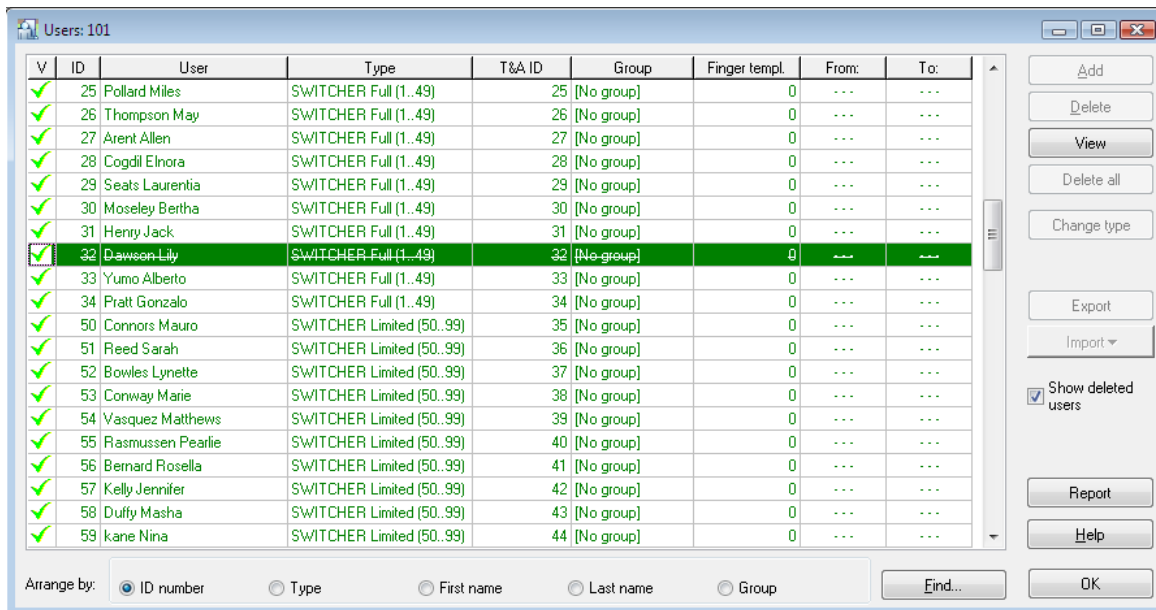 Users: 101
V ID User Type T&A ID Group Finger templ. From: To:
25 Pollard Miles SWITCHER Full (1..49) 25 [No group] 0 - - - - - -
26 Thompson May SWITCHER Full (1..49) 26 [No group] 0 - - - - - -
27 Arent Allen SWITCHER Full (1..49) 27 [No group] 0 - - - - - -
28 Cogdil Elnora SWITCHER Full (1..49) 28 [No group] 0 - - - - - -
29 Seats Laurentia SWITCHER Full (1..49) 29 [No group] 0 - - - - - -
30 Moseley Bertha SWITCHER Full (1..49) 30 [No group] 0 - - - - - -
31 Henry Jack SWITCHER Full (1..49) 31 [No group] 0 - - - - - -
32 Dawson Lily SWITCHER Full (1..49) 32 [No group] 0 - - - - - -
33 Yumo Alberto SWITCHER Full (1..49) 33 [No group] 0 - - - - - -
34 Pratt Gonzalo SWITCHER Full (1..49) 34 [No group] 0 - - - - - -
50 Connors Mauro SWITCHER Limited (50..99) 35 [No group] 0 - - - - - -
51 Reed Sarah SWITCHER Limited (50..99) 36 [No group] 0 - - - - - -
52 Bowles Lynette SWITCHER Limited (50..99) 37 [No group] 0 - - - - - -
53 Conway Marie SWITCHER Limited (50..99) 38 [No group] 0 - - - - - -
54 Vasquez Matthews SWITCHER Limited (50..99) 39 [No group] 0 - - - - - -
55 Rasmussen Pearlie SWITCHER Limited (50..99) 40 [No group] 0 - - - - - -
56 Bernard Rosella SWITCHER Limited (50..99) 41 [No group] 0 - - - - - -
57 Kelly Jennifer SWITCHER Limited (50..99) 42 [No group] 0 - - - - - -
58 Duffy Masha SWITCHER Limited (50..99) 43 [No group] 0 - - - - - -
59 kane Nina SWITCHER Limited (50..99) 44 [No group] 0 - - - - - -
Add
Delete
View
Delete all
Change type
Export
Import
Show deleted
users
Report
Help
OK
Arrange by: ID number Type First name Last name Group Find...